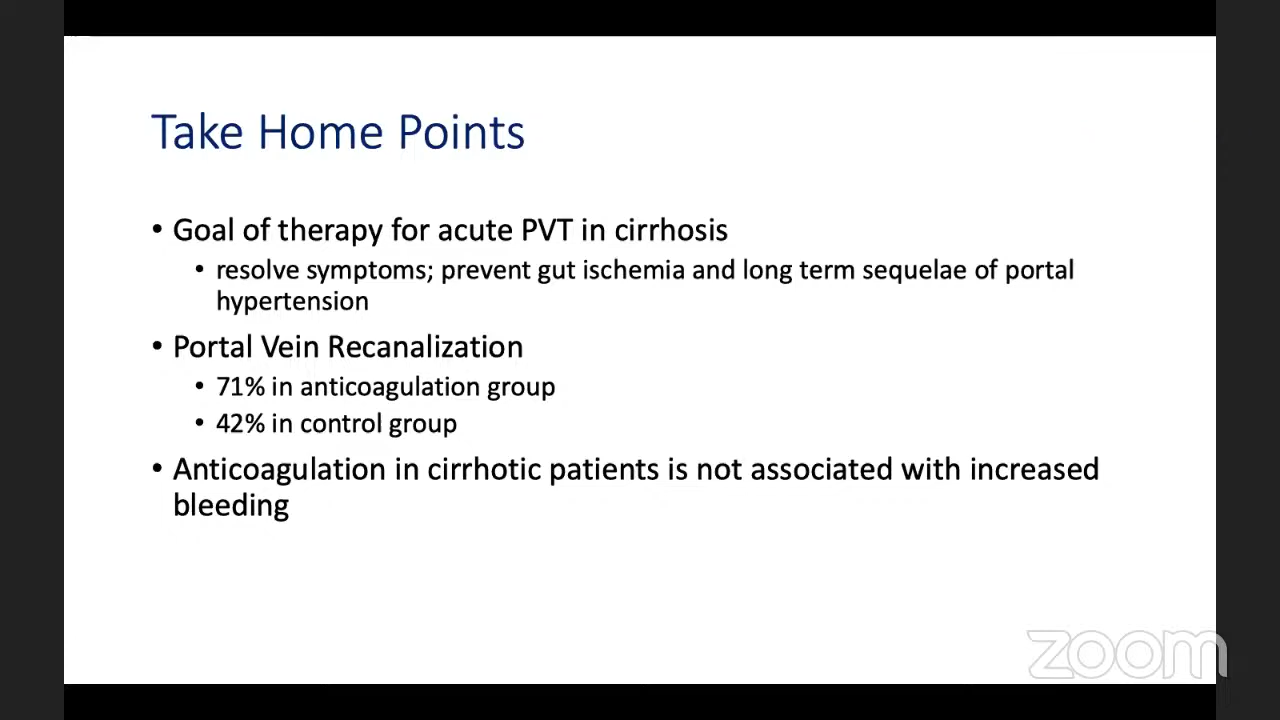 Take Home Points
• Goal of therapy for acute PVT in cirrhosis
• resolve symptoms; prevent gut ischemia and long term sequelae of portal
hypertension
• Portal Vein Recanalization
• 71% in anticoagulation group
• 42% in control group
• Anticoagulation in cirrhotic patients is not associated with increased
bleeding
zoom